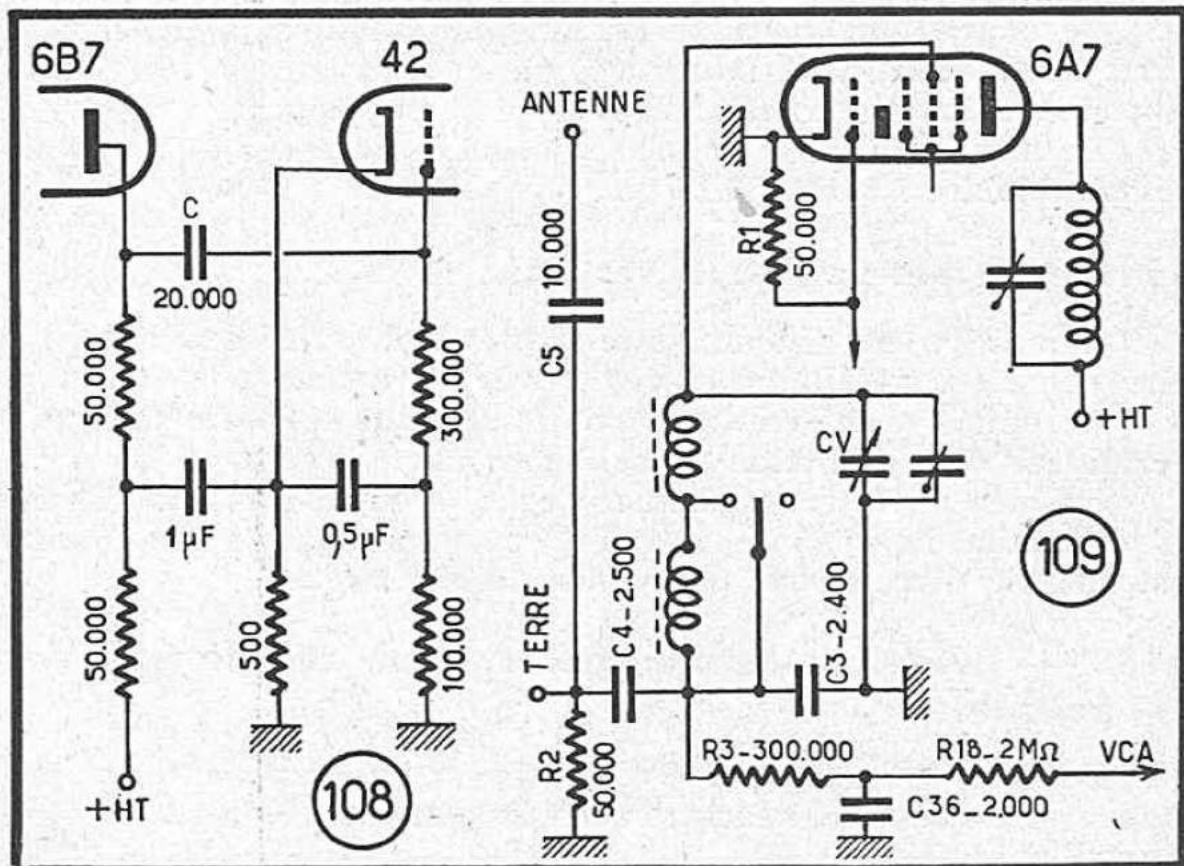 6B7
42
C
20.000
50.000
300.000
1µF
0,5µF
50.000
500
100.000
+HT
108
ANTENNE
6A7
10.000
C5
R1
50.000
+HT
CV
109
TERRE
C4-2.500
C3-2.400
R2
50.000
R3-300.000
R18-2MΩ
VCA
C36-2.000